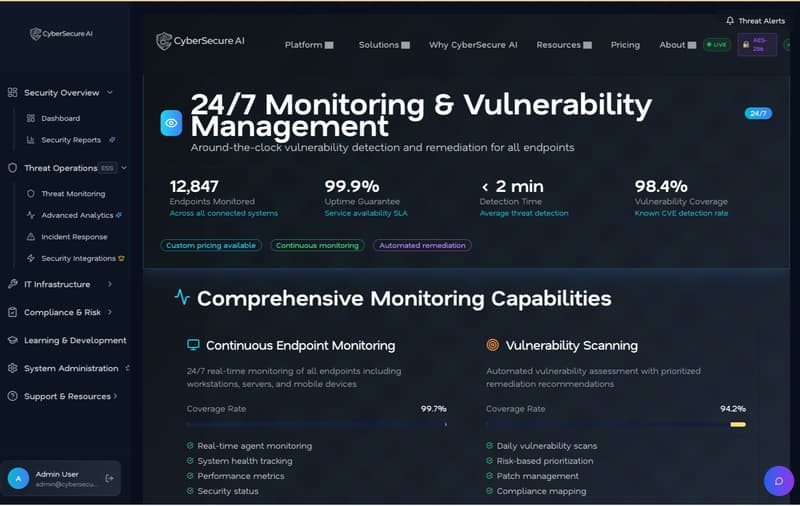 CyberSecure AI
Security Overview
Dashboard
Security Reports
Threat Operations ESS
Threat Monitoring
Advanced Analytics
Incident Response
Security Integrations
IT Infrastructure
Compliance & Risk
Learning & Development
System Administration
Support & Resources
A
Admin User
admin@cybersecu...
Threat Alerts
CyberSecure AI
Platform
Solutions
Why CyberSecure AI
Resources
Pricing
About
LIVE
AES-
256
24/7 Monitoring & Vulnerability
Management
24/7
Around-the-clock vulnerability detection and remediation for all endpoints
12,847
Endpoints Monitored
Across all connected systems
99.9%
Uptime Guarantee
Service availability SLA
< 2 min
Detection Time
Average threat detection
98.4%
Vulnerability Coverage
Known CVE detection rate
Custom pricing available
Continuous monitoring
Automated remediation
Comprehensive Monitoring Capabilities
Continuous Endpoint Monitoring
24/7 real-time monitoring of all endpoints including
workstations, servers, and mobile devices
Coverage Rate 99.7%
Real-time agent monitoring
System health tracking
Performance metrics
Security status
Vulnerability Scanning
Automated vulnerability assessment with prioritized
remediation recommendations
Coverage Rate 94.2%
Daily vulnerability scans
Risk-based prioritization
Patch management
Compliance mapping